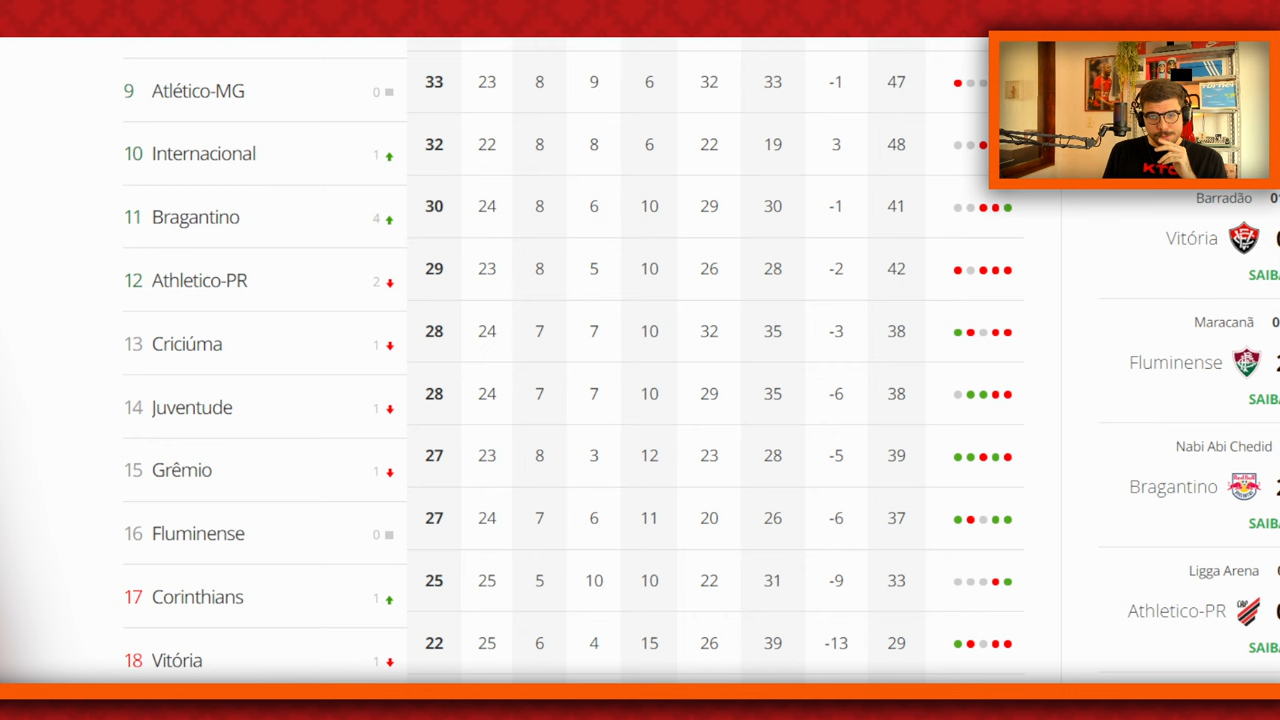 9 Atlético-MG 0 33 23 8 9 6 32 33 -1 47
10 Internacional 1 32 22 8 8 6 22 19 3 48
11 Bragantino 4 30 24 8 6 10 29 30 -1 41
12 Athletico-PR 2 29 23 8 5 10 26 28 -2 42
13 Criciúma 1 28 24 7 7 10 32 35 -3 38
14 Juventude 1 28 24 7 7 10 29 35 -6 38
15 Grêmio 1 27 23 8 3 12 23 28 -5 39
16 Fluminense 0 27 24 7 6 11 20 26 -6 37
17 Corinthians 1 25 25 5 10 10 22 31 -9 33
18 Vitória 1 22 25 6 4 15 26 39 -13 29
KTO
Barradão
Vitória
SAIB
Maracanã
Fluminense
SAIB
Nabi Abi Chedid
Bragantino
SAIB
Ligga Arena
Athletico-PR
SAIB